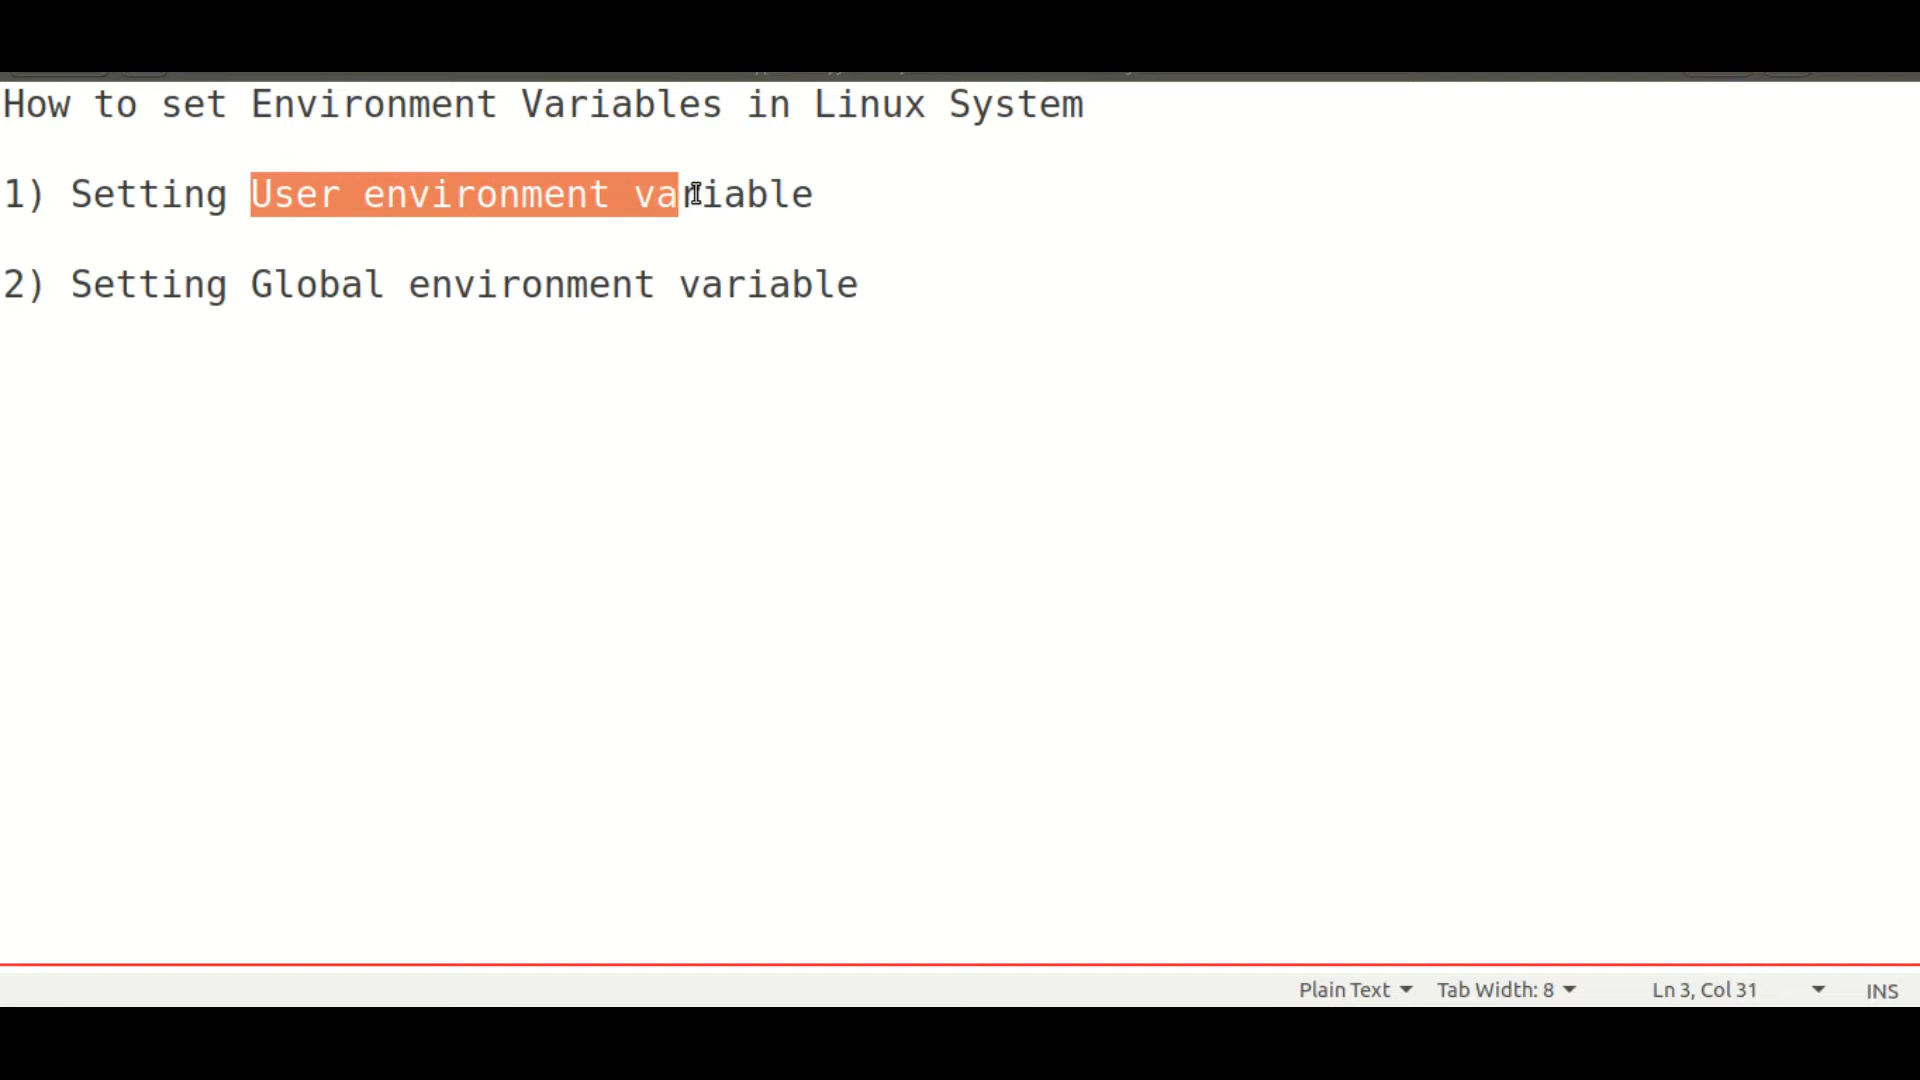 How to set Environment Variables in Linux System
1) Setting User environment variable
2) Setting Global environment variable
Plain Text Tab Width: 8 Ln 3, Col 31 INS